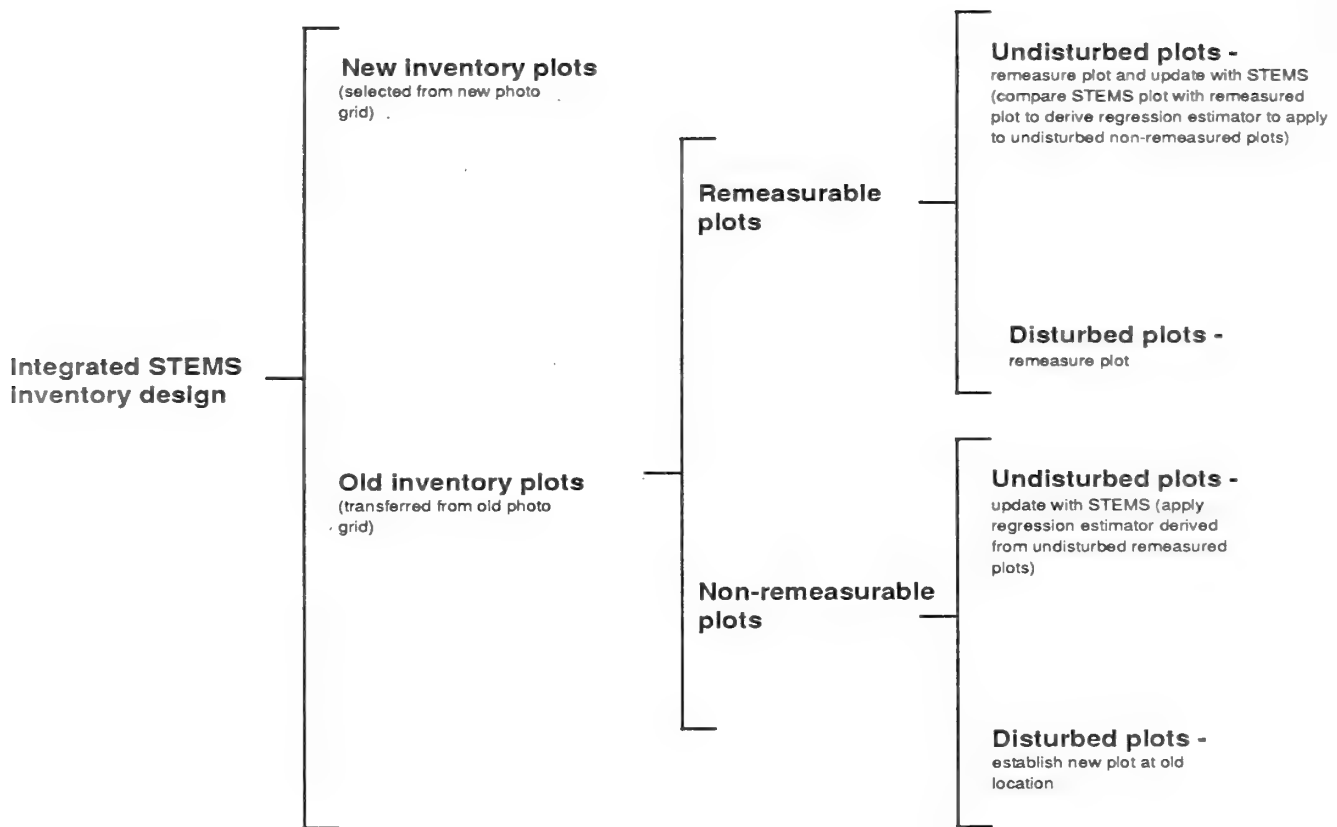 New inventory plots
(selected from new photo
grid)
Undisturbed plots -
remeasure plot and update with STEMS
(compare STEMS plot with remeasured
plot to derive regression estimator to apply
to undisturbed non-remeasured plots)
Remeasurable
plots
Disturbed plots -
remeasure plot
Integrated STEMS
inventory design
Old inventory plots
(transferred from old photo
grid)
Undisturbed plots -
update with STEMS (apply
regression estimator derived
from undisturbed remeasured
plots)
Non-remeasurable
plots
Disturbed plots -
establish new plot at old
location